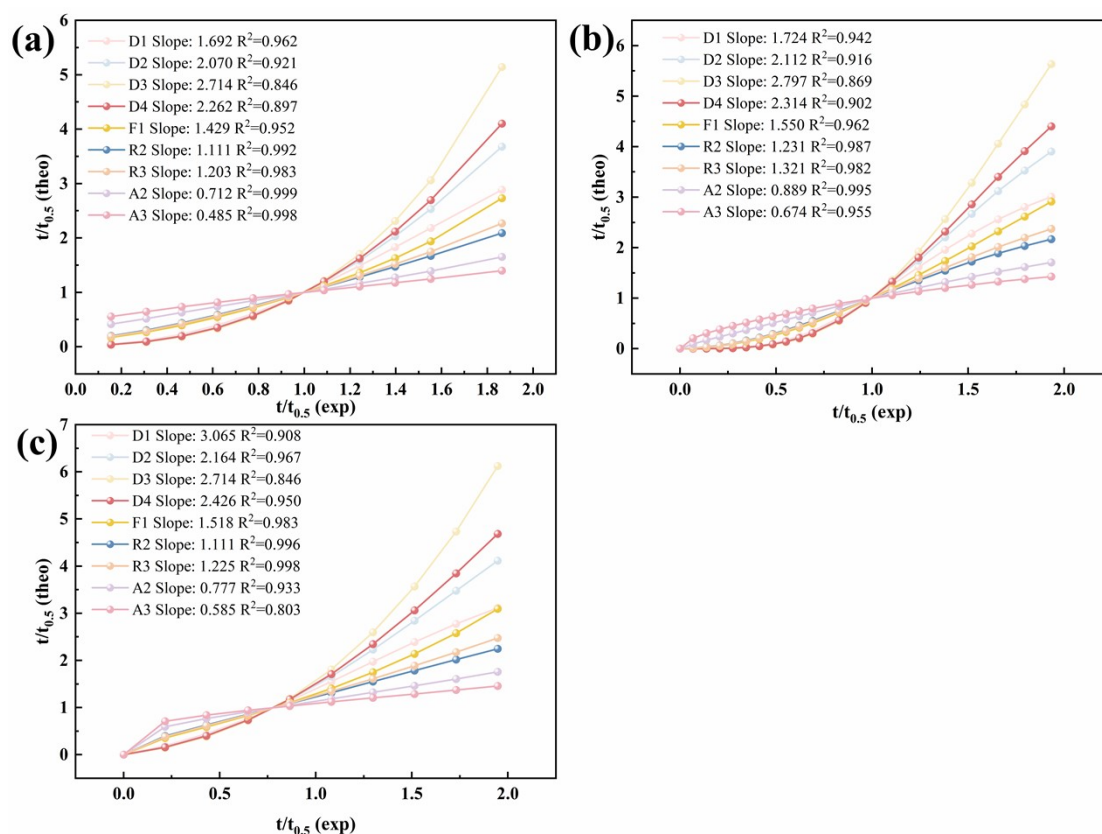 (a)
D1 Slope: 1.692 R²=0.962
D2 Slope: 2.070 R²=0.921
D3 Slope: 2.714 R²=0.846
D4 Slope: 2.262 R²=0.897
F1 Slope: 1.429 R²=0.952
R2 Slope: 1.111 R²=0.992
R3 Slope: 1.203 R²=0.983
A2 Slope: 0.712 R²=0.999
A3 Slope: 0.485 R²=0.998
6
5
4
3
2
1
0
t/t₀.₅ (theo)
0.0 0.2 0.4 0.6 0.8 1.0 1.2 1.4 1.6 1.8 2.0
t/t₀.₅ (exp)
(b)
D1 Slope: 1.724 R²=0.942
D2 Slope: 2.112 R²=0.916
D3 Slope: 2.797 R²=0.869
D4 Slope: 2.314 R²=0.902
F1 Slope: 1.550 R²=0.962
R2 Slope: 1.231 R²=0.987
R3 Slope: 1.321 R²=0.982
A2 Slope: 0.889 R²=0.995
A3 Slope: 0.674 R²=0.955
6
5
4
3
2
1
0
t/t₀.₅ (theo)
0.0 0.5 1.0 1.5 2.0
t/t₀.₅ (exp)
(c)
D1 Slope: 3.065 R²=0.908
D2 Slope: 2.164 R²=0.967
D3 Slope: 2.714 R²=0.846
D4 Slope: 2.426 R²=0.950
F1 Slope: 1.518 R²=0.983
R2 Slope: 1.111 R²=0.996
R3 Slope: 1.225 R²=0.998
A2 Slope: 0.777 R²=0.933
A3 Slope: 0.585 R²=0.803
7
6
5
4
3
2
1
0
t/t₀.₅ (theo)
0.0 0.5 1.0 1.5 2.0
t/t₀.₅ (exp)